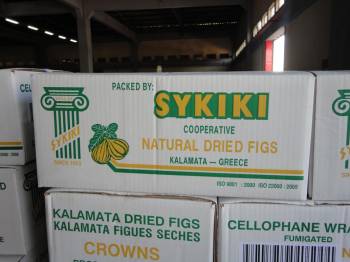 PACKED BY:
SYKIKI
COOPERATIVE
NATURAL DRIED FIGS
KALAMATA — GREECE
ISO 9001 : 2000 ISO 22000 : 2005
SYKIKI
SINCE 1953
KALAMATA DRIED FIGS
KALAMATA FIGUES SECHES
CROWNS
CELLOPHANE WRA
FUMIGATED